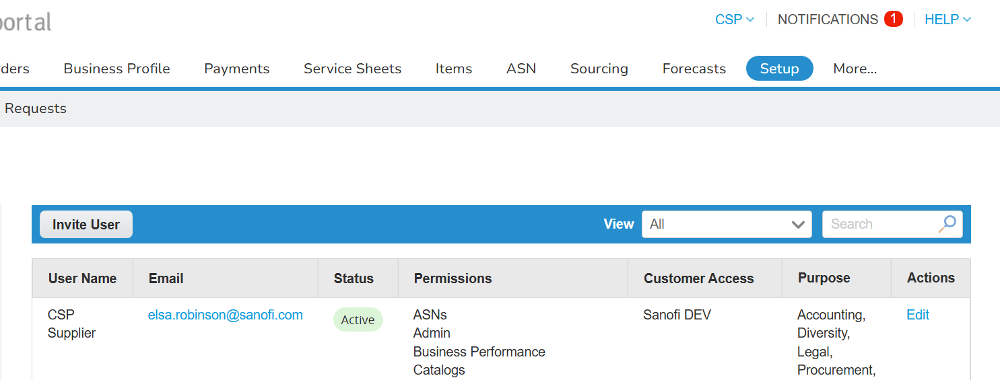 portal
CSP NOTIFICATIONS 1 HELP
ders Business Profile Payments Service Sheets Items ASN Sourcing Forecasts Setup More...
Requests
Invite User View All Search
User Name Email Status Permissions Customer Access Purpose Actions
CSP elsa.robinson@sanofi.com Active ASNs Sanofi DEV Accounting, Edit
Supplier Admin Diversity,
Business Performance Legal,
Catalogs Procurement,